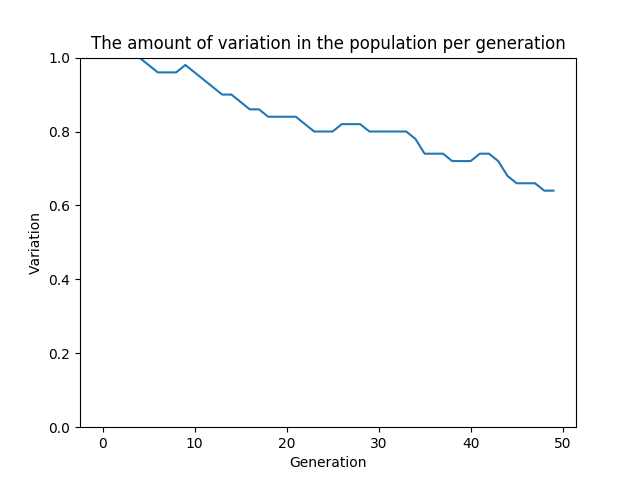 The amount of variation in the population per generation
1.0
0.8
0.6
0.4
0.2
0.0
Variation
0 10 20 30 40 50
Generation